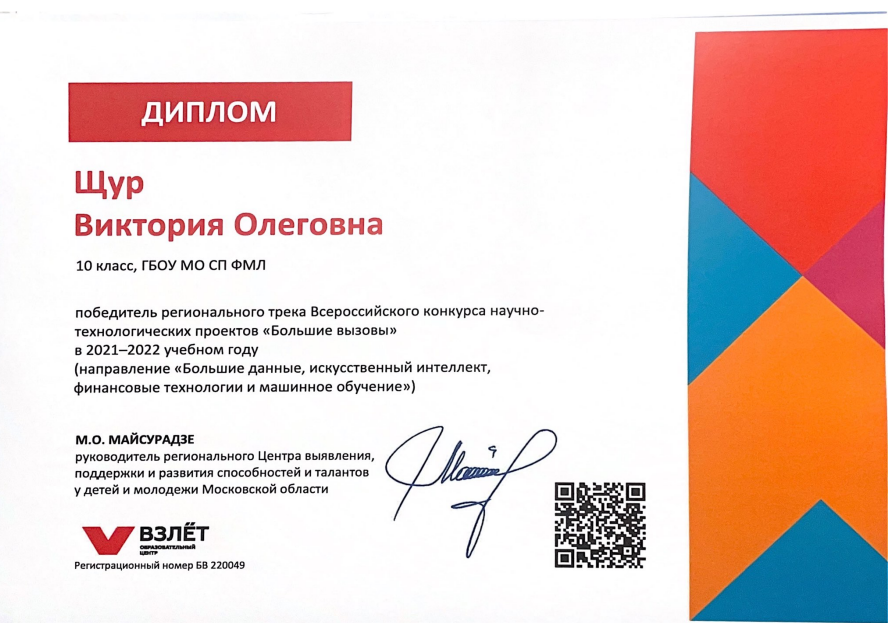 ДИПЛОМ
Щур
Виктория Олеговна
10 класс, ГБОУ МО СП ФМЛ
победитель регионального трека Всероссийского конкурса научно-
технологических проектов «Большие вызовы»
в 2021–2022 учебном году
(направление «Большие данные, искусственный интеллект,
финансовые технологии и машинное обучение»)
М.О. МАЙСУРАДЗЕ
руководитель регионального Центра выявления,
поддержки и развития способностей и талантов
у детей и молодежи Московской области
ВЗЛЁТ
ОБРАЗОВАТЕЛЬНЫЙ
ЦЕНТР
Регистрационный номер БВ 220049